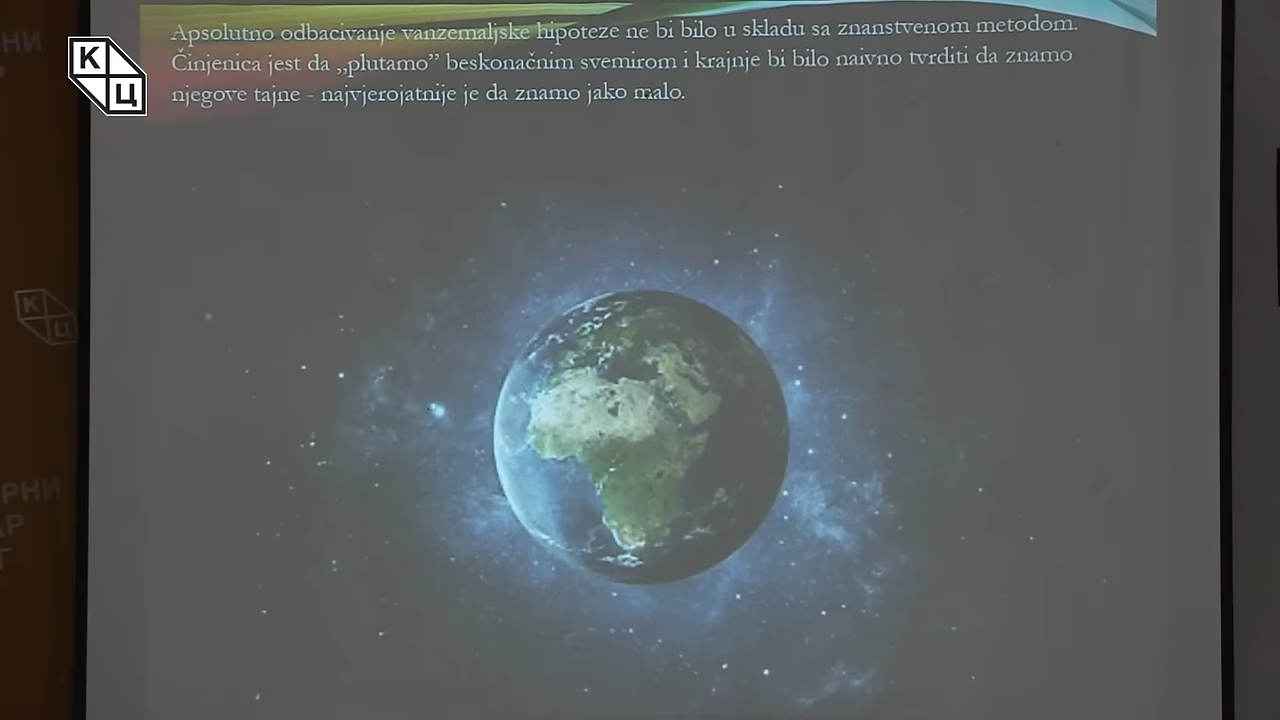 Apsolutno odbacivanje vanzemaljske hipoteze ne bi bilo u skladu sa znanstvenom metodom.
Činjenica jest da „plutamo” beskonačnim svemirom i krajnje bi bilo naivno tvrditi da znamo
njegove tajne - najvjerojatnije je da znamo jako malo.
К
Ц
К
Ц